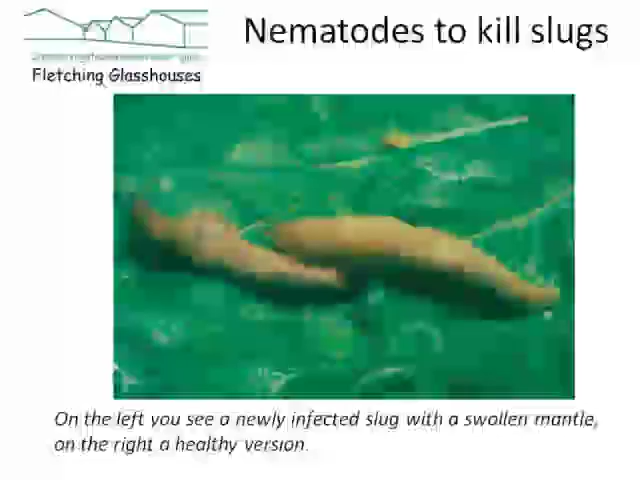 Nematodes to kill slugs
Fletching Glasshouses
On the left you see a newly infected slug with a swollen mantle,
on the right a healthy version.